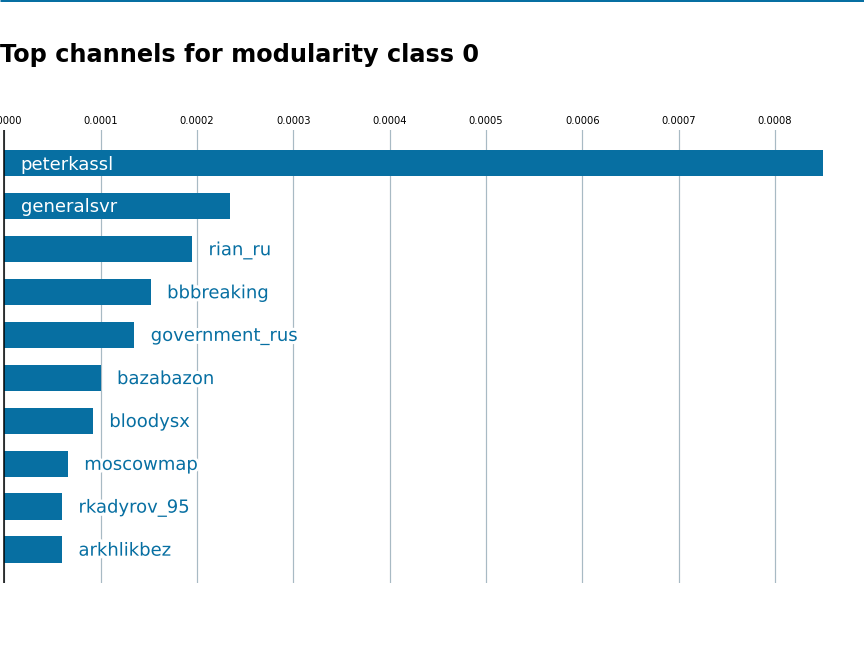 Top channels for modularity class 0
0000 0.0001 0.0002 0.0003 0.0004 0.0005 0.0006 0.0007 0.0008
peterkassl
generalsvr
rian_ru
bbbreaking
government_rus
bazabazon
bloodysx
moscowmap
rkadyrov_95
arkhlikbez